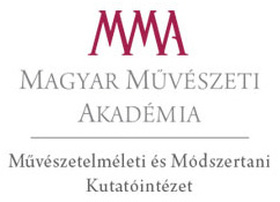 MMA
MAGYAR MŰVÉSZETI
AKADÉMIA
Művészetelméleti és Módszertani
Kutatóintézet